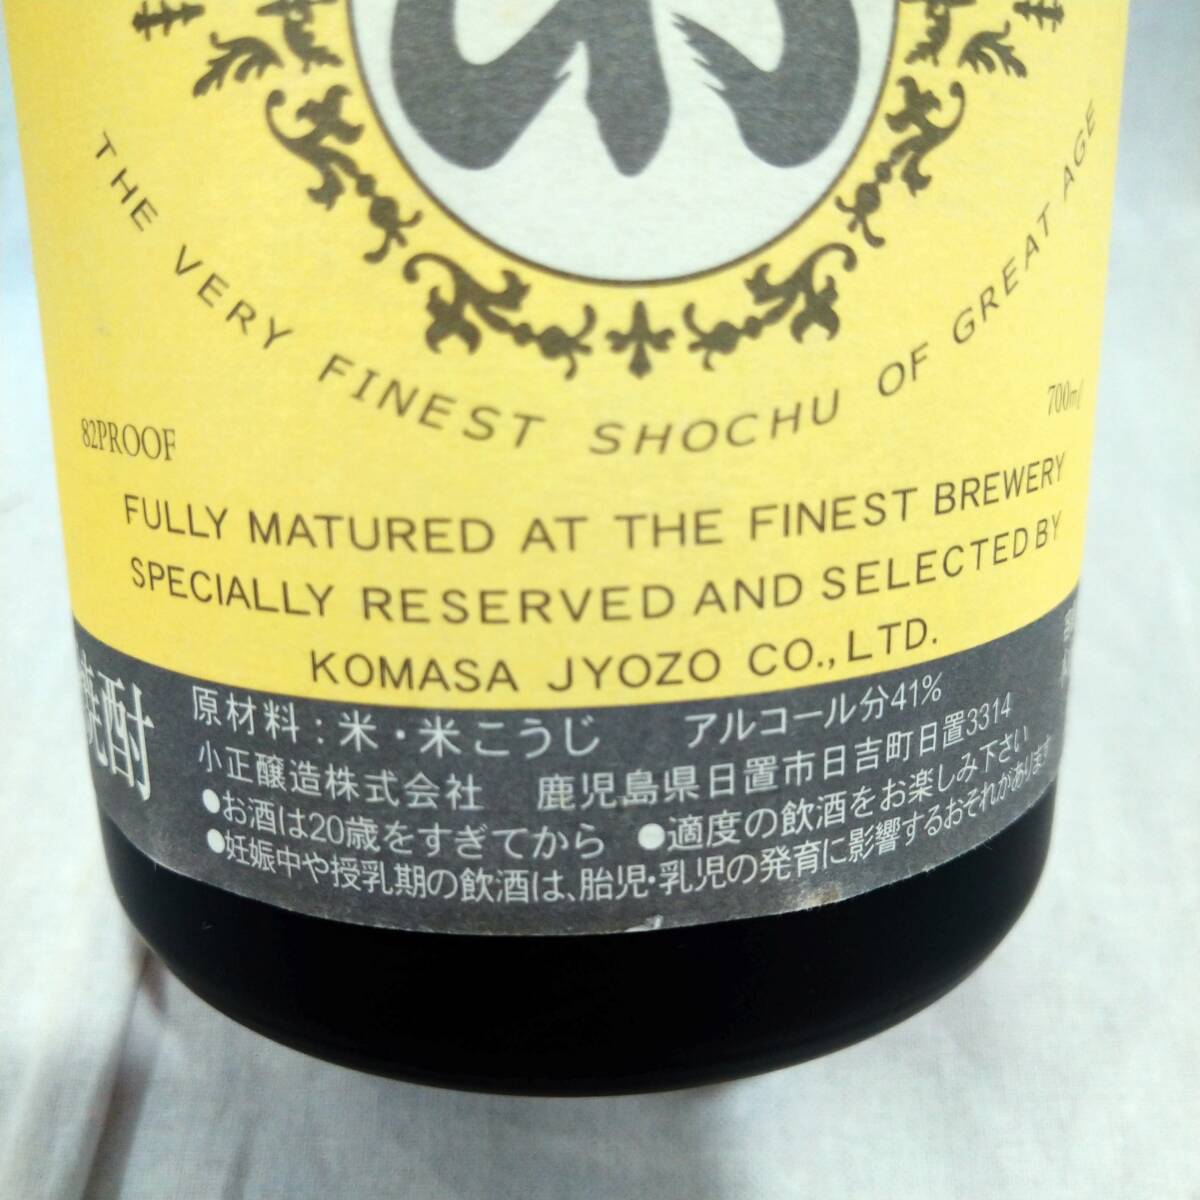 THE VERY FINEST SHOCHU OF GREAT AGE
82PROOF
700ml
FULLY MATURED AT THE FINEST BREWERY
SPECIALLY RESERVED AND SELECTED BY
KOMASA JYOZO CO., LTD.
焼酎
原材料:米・米こうじ アルコール分41%
小正醸造株式会社 鹿児島県日置市日吉町日置3314
●お酒は20歳をすぎてから ●適度の飲酒をお楽しみ下さい
●妊娠中や授乳期の飲酒は、胎児・乳児の発育に影響するおそれがあります